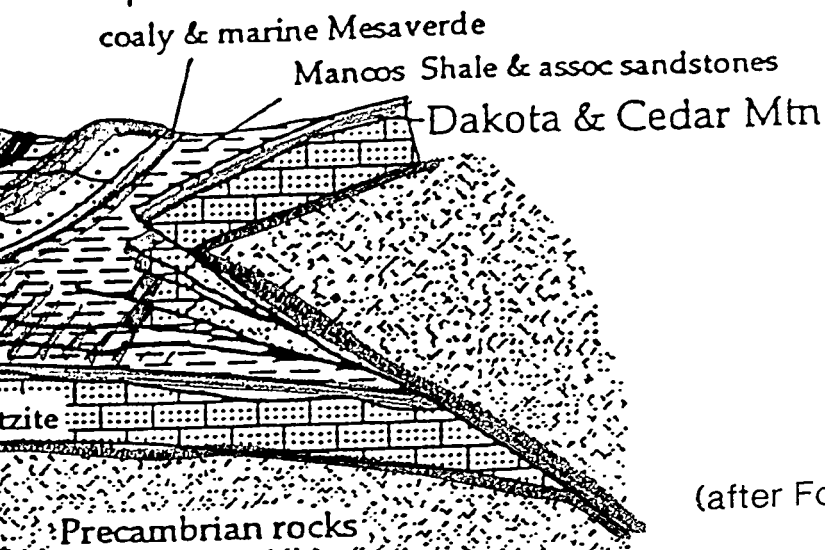 coaly & marine Mesaverde
Mancos Shale & assoc sandstones
Dakota & Cedar Mtn
tzite
(after Fo
Precambrian rocks